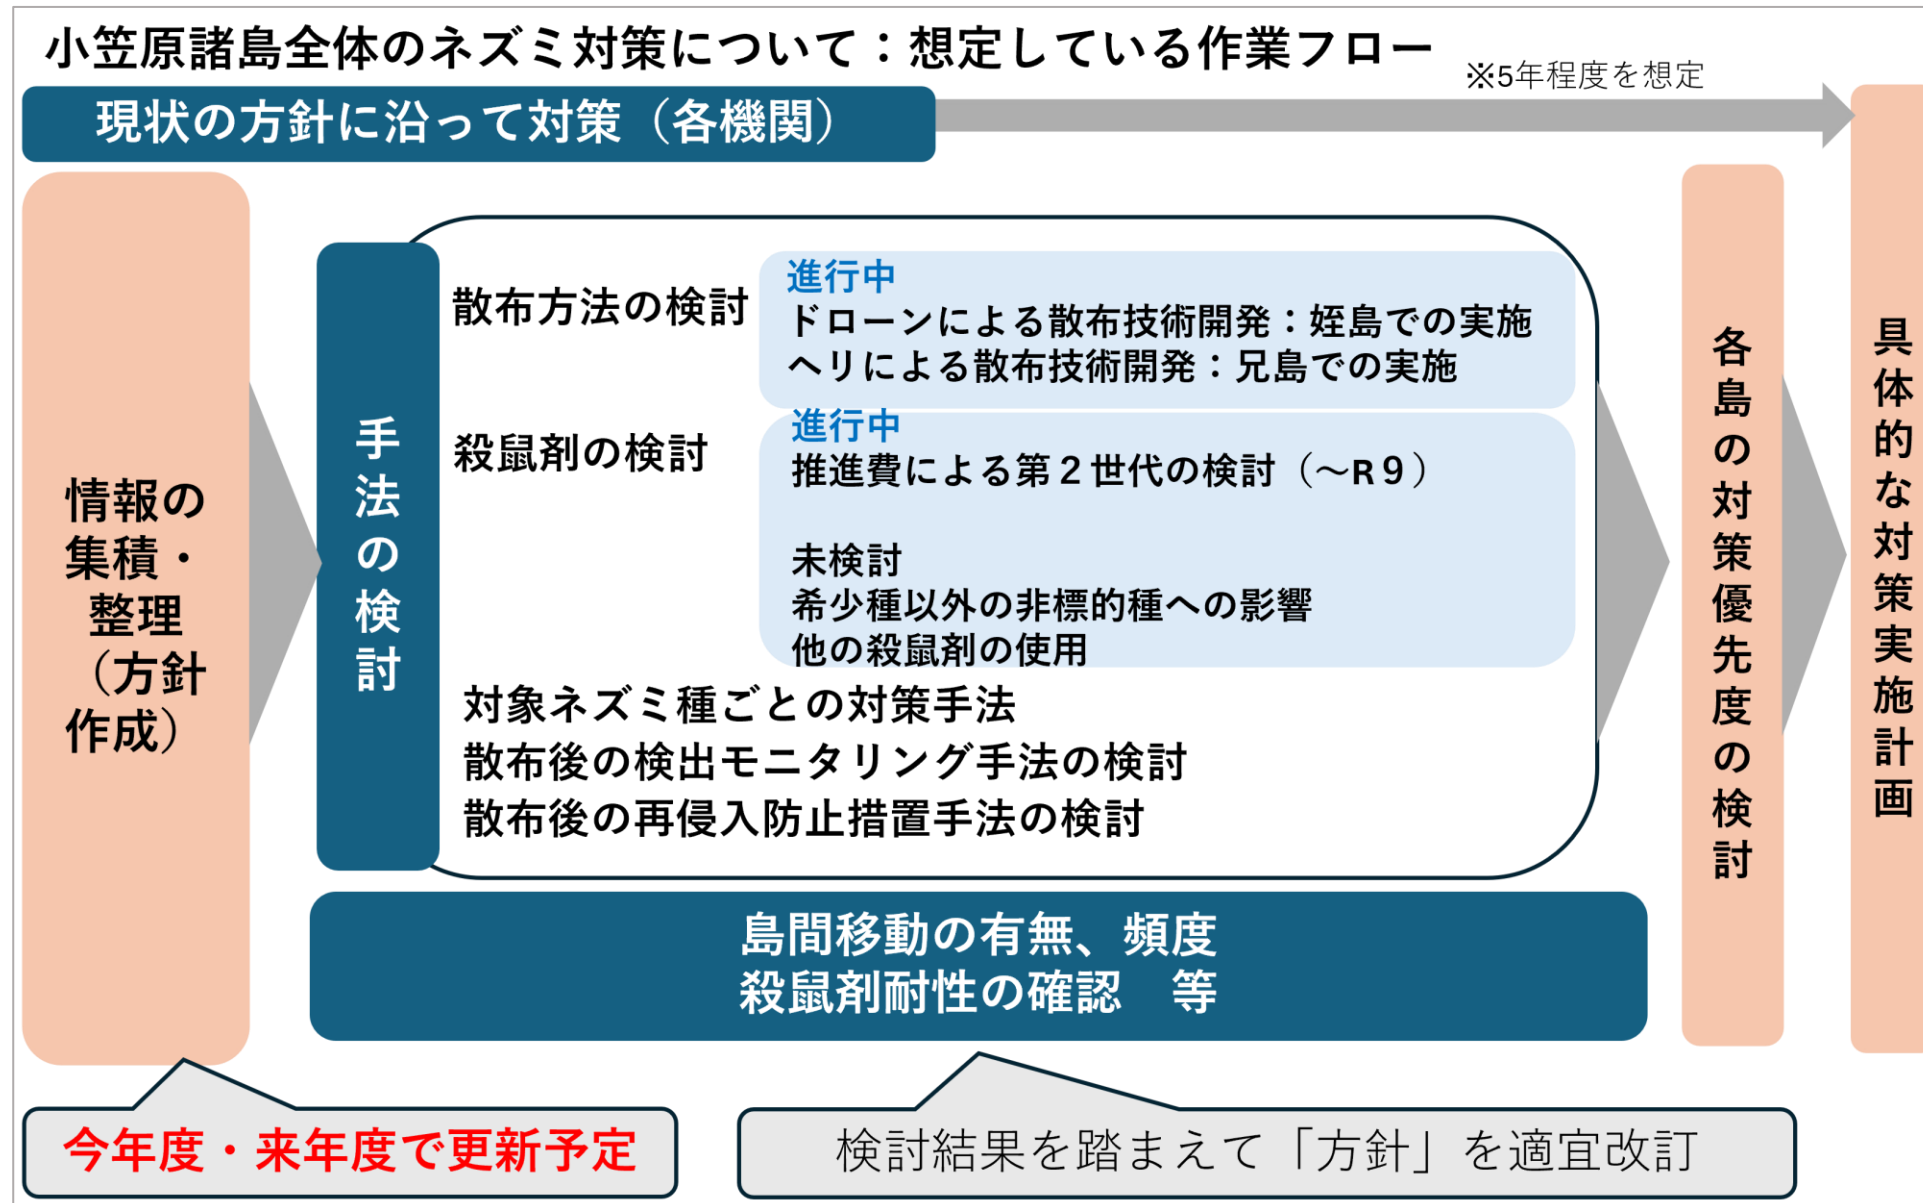 小笠原諸島全体のネズミ対策について：想定している作業フロー
※5年程度を想定
現状の方針に沿って対策（各機関）
情報の
集積・
整理
（方針
作成）
手法の検討
散布方法の検討
進行中
ドローンによる散布技術開発：姪島での実施
ヘリによる散布技術開発：兄島での実施
殺鼠剤の検討
進行中
推進費による第２世代の検討（～R９）
未検討
希少種以外の非標的種への影響
他の殺鼠剤の使用
対象ネズミ種ごとの対策手法
散布後の検出モニタリング手法の検討
散布後の再侵入防止措置手法の検討
島間移動の有無、頻度
殺鼠剤耐性の確認　等
各島の対策優先度の検討
具体的な対策実施計画
今年度・来年度で更新予定
検討結果を踏まえて「方針」を適宜改訂